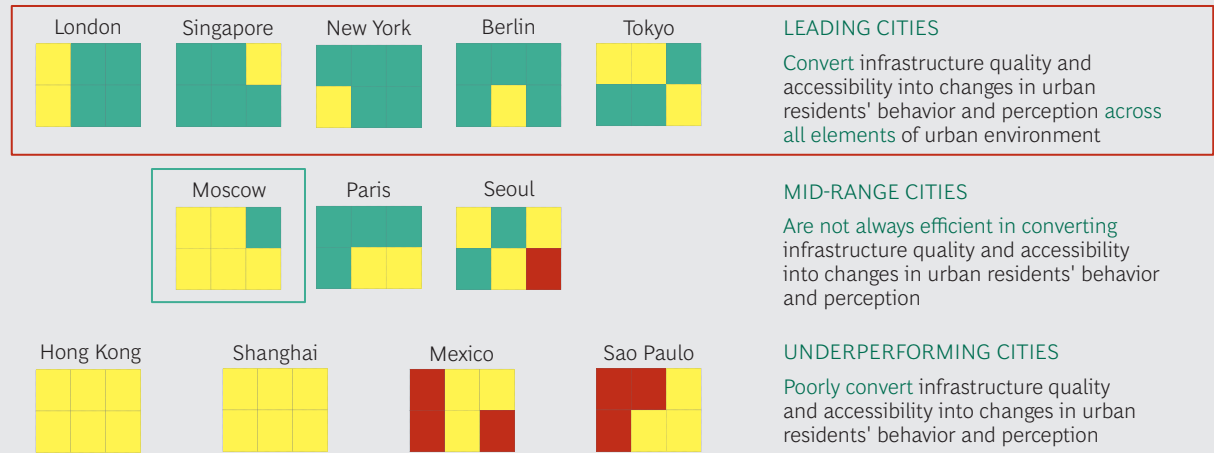 London
Singapore
New York
Berlin
Tokyo
LEADING CITIES
Convert infrastructure quality and
accessibility into changes in urban
residents' behavior and perception across
all elements of urban environment
Moscow
Paris
Seoul
MID-RANGE CITIES
Are not always efficient in converting
infrastructure quality and accessibility
into changes in urban residents' behavior
and perception
Hong Kong
Shanghai
Mexico
Sao Paulo
UNDERPERFORMING CITIES
Poorly convert infrastructure quality
and accessibility into changes in urban
residents' behavior and perception